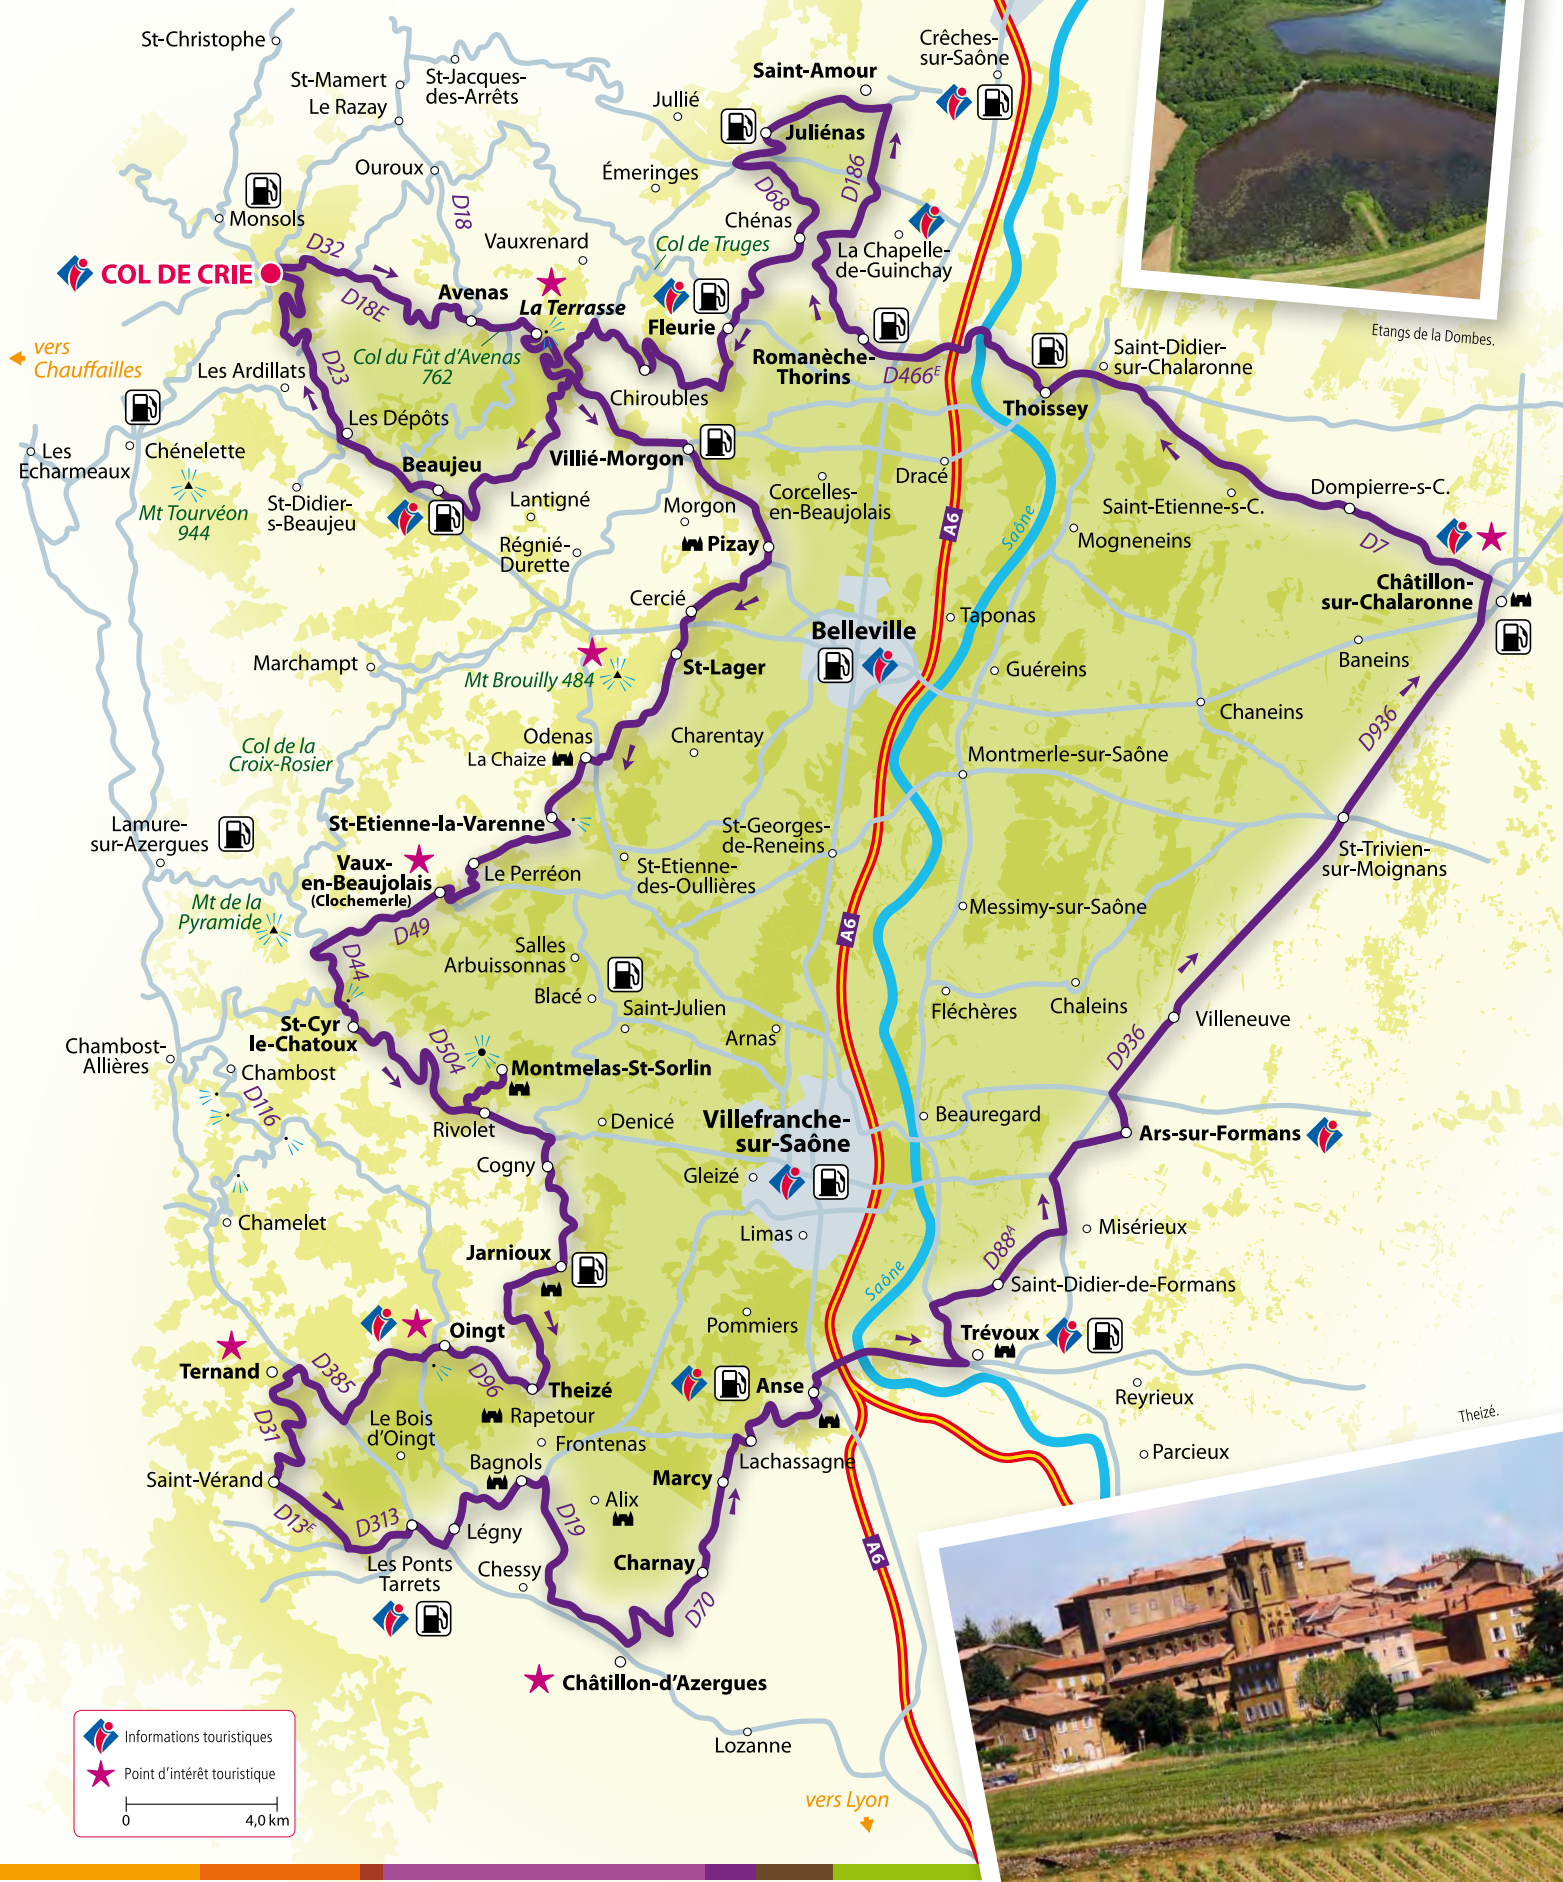 St-Christophe
St-Mamert
Le Razay
St-Jacques-
des-Arrêts
Crêches-
sur-Saône
Saint-Amour
Jullié
Juliénas
Ouroux
Émeringes
D68
D186
Monsols
D18
Chénas
La Chapelle-
de-Guinchay
D32
Vauxrenard
Col de Truges
COL DE CRIE
D18E
Avenas
La Terrasse
Fleurie
Etangs de la Dombes.
vers
Chauffailles
Col du Fût d'Avenas
762
Romanèche-
Thorins
D466E
Saint-Didier-
sur-Chalaronne
Les Ardillats
D23
Chiroubles
Thoissey
Les Dépôts
Les
Echarmeaux
Chénelette
Beaujeu
Villié-Morgon
Dracé
Mt Tourvéon
944
St-Didier-
s-Beaujeu
Lantigné
Morgon
Corcelles-
en-Beaujolais
Saint-Etienne-s-C.
Dompierre-s-C.
A6
Saône
Mogneneins
D7
Régnié-
Durette
Pizay
Châtillon-
sur-Chalaronne
Cercié
Taponas
Belleville
Baneins
Marchampt
Mt Brouilly 484
St-Lager
Guéreins
Chaneins
D936
Col de la
Croix-Rosier
Odenas
La Chaize
Charentay
Montmerle-sur-Saône
Lamure-
sur-Azergues
St-Etienne-la-Varenne
St-Georges-
de-Reneins
St-Trivien-
sur-Moignans
Vaux-
en-Beaujolais
(Clochemerle)
Le Perréon
St-Etienne-
des-Oullières
Mt de la
Pyramide
D49
Messimy-sur-Saône
A6
D44
Salles
Arbuissonnas
Blacé
Saint-Julien
Fléchères
Chaleins
Villeneuve
St-Cyr
le-Chatoux
D504
Arnas
D936
Chambost-
Allières
Chambost
Montmelas-St-Sorlin
D116
Rivolet
Denicé
Villefranche-
sur-Saône
Beauregard
Ars-sur-Formans
Cogny
Gleizé
Chamelet
Limas
Misérieux
Jarnioux
D88A
Saône
Saint-Didier-de-Formans
Pommiers
Oingt
Trévoux
Ternand
D385
D96
Theizé
Anse
Reyrieux
Theizé.
D31
Le Bois
d'Oingt
Rapetour
Frontenas
Parcieux
Saint-Vérand
Bagnols
Marcy
Lachassagne
D13E
D313
Alix
D19
Légny
A6
Les Ponts
Tarrets
Chessy
Charnay
D70
Châtillon-d'Azergues
Informations touristiques
Point d'intérêt touristique
0 4,0 km
Lozanne
vers Lyon